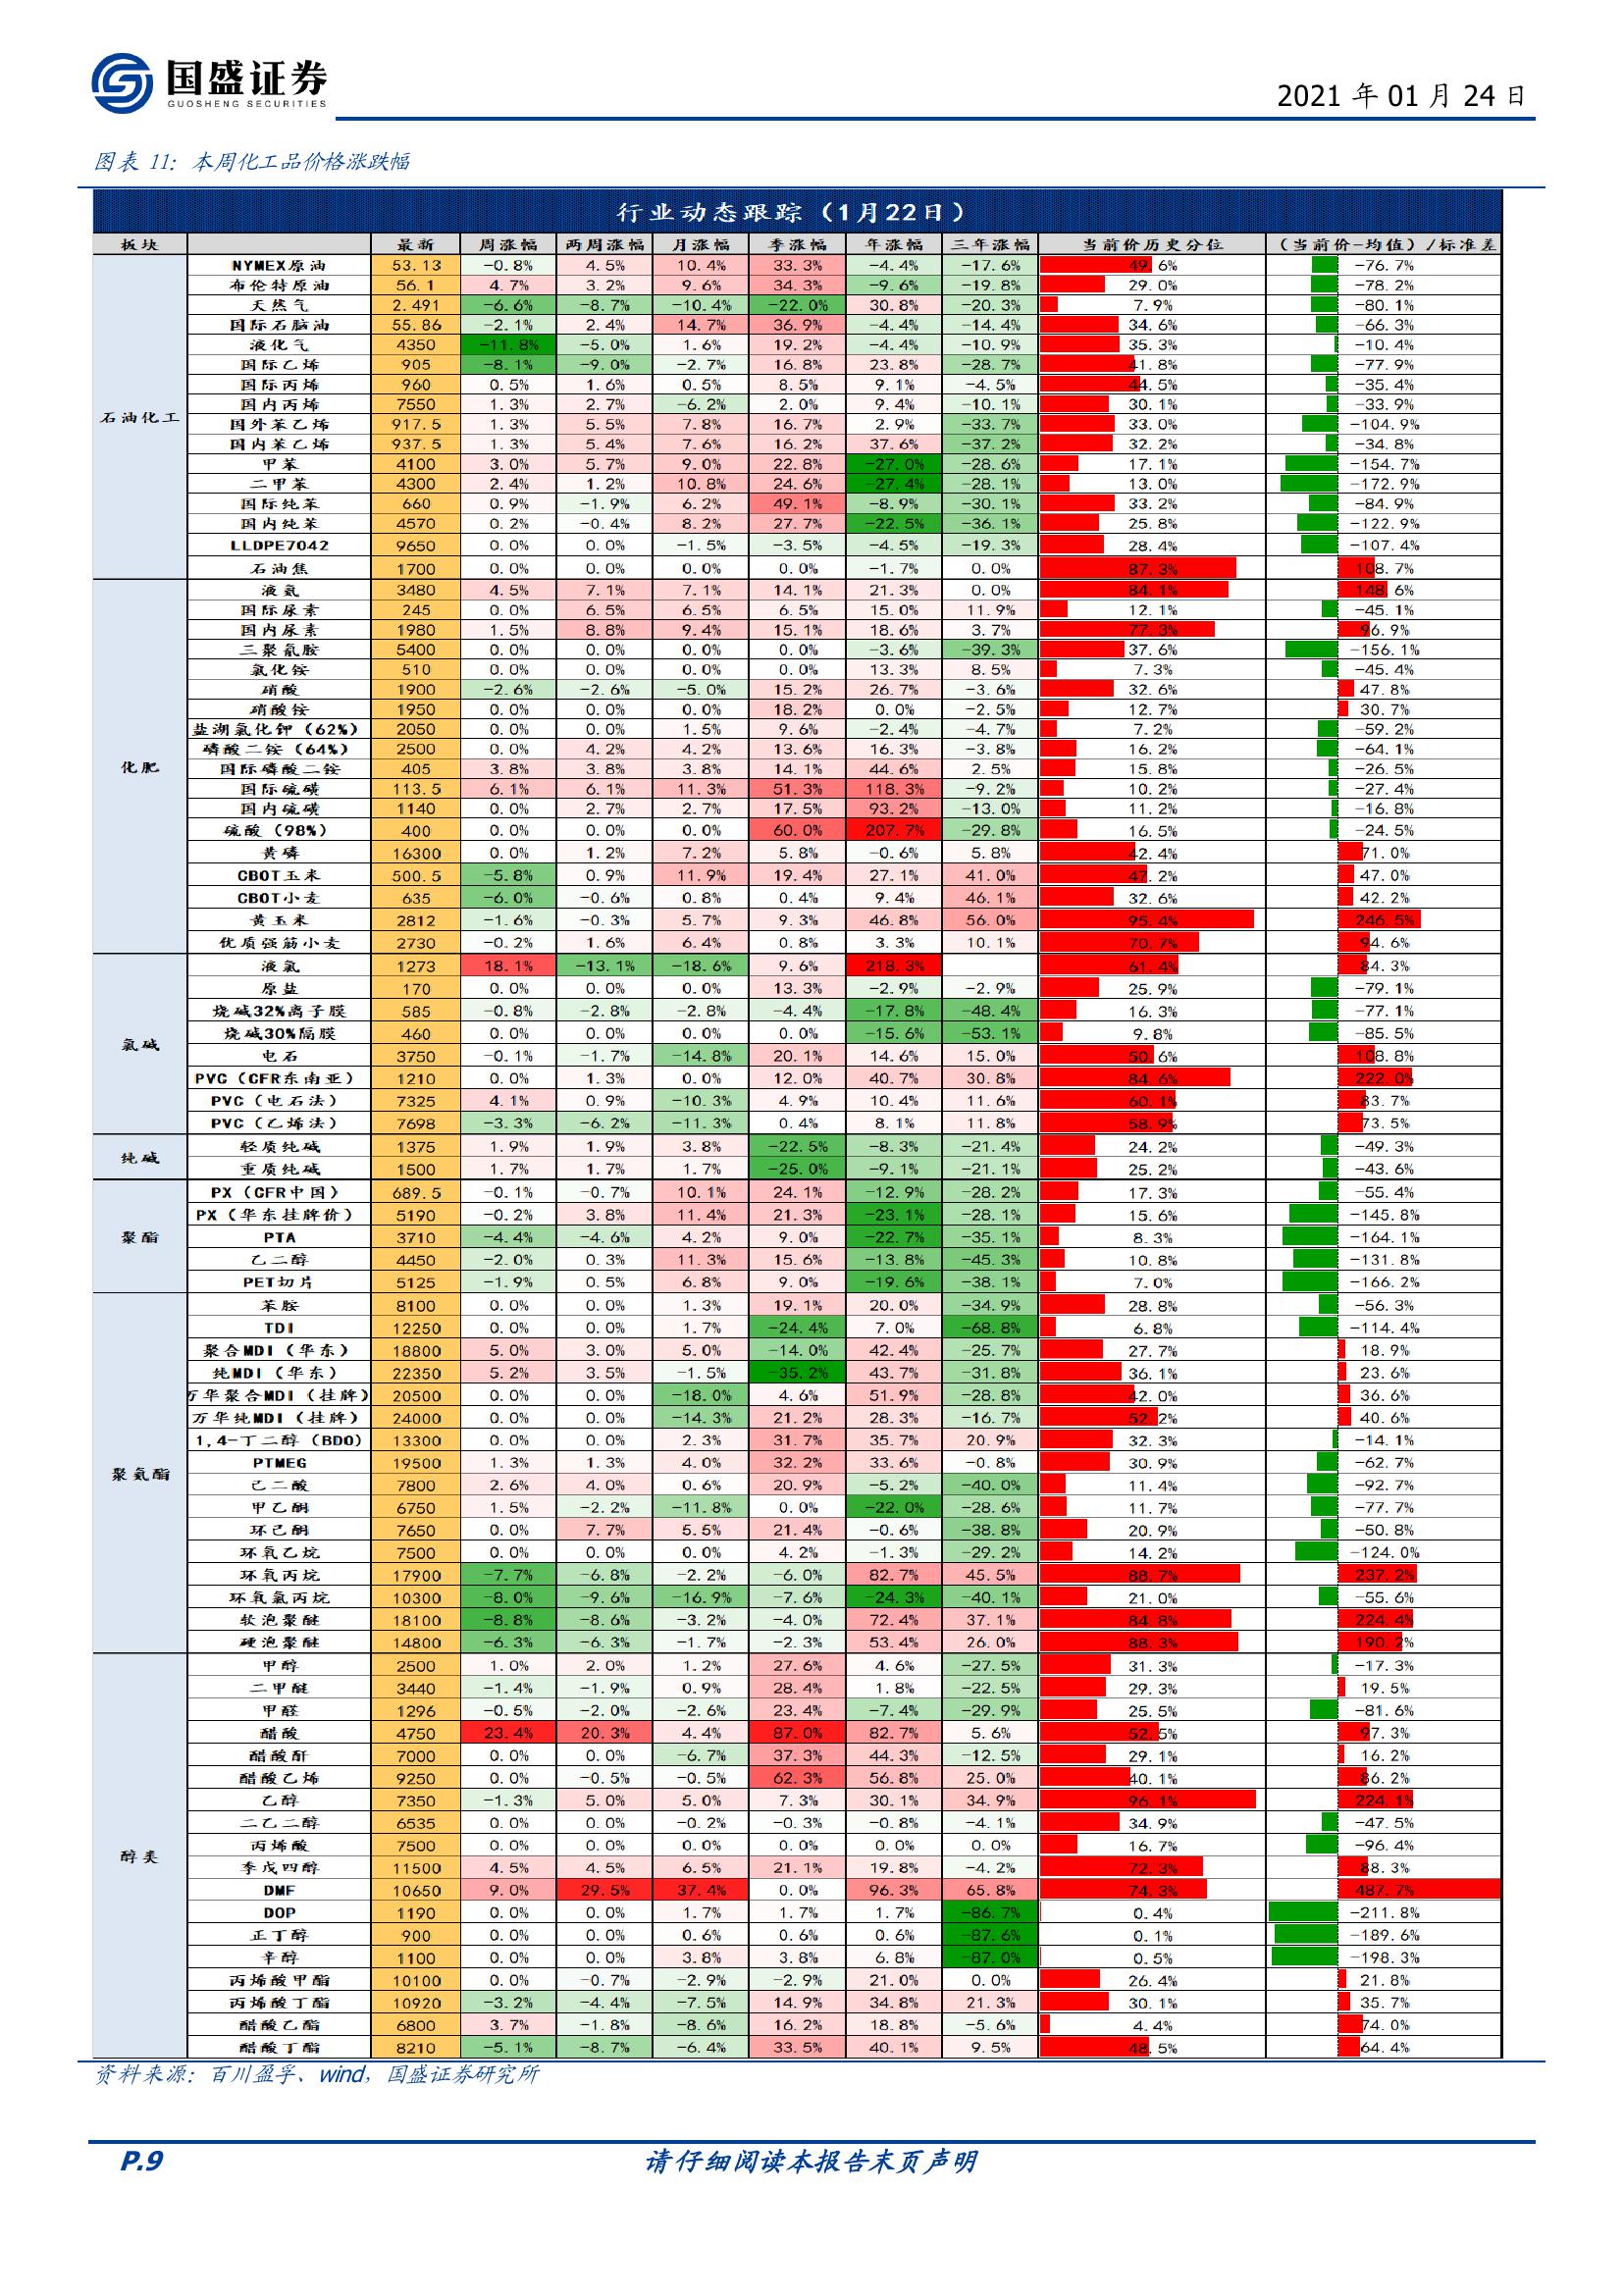 国盛证券
GUOSHENG SECURITIES
2021 年 01 月 24 日
图表 11：本周化工品价格涨跌幅
行业动态跟踪（1月22日）
板块 最新 周涨幅 两周涨幅 月涨幅 季涨幅 年涨幅 三年涨幅 当前价历史分位 （当前价-均值）/标准差
石油化工
NYMEX原油 53.13 -0.8% 4.5% 10.4% 33.3% -4.4% -17.6% 49.6% -76.7%
布伦特原油 56.1 4.7% 3.2% 9.6% 34.3% -9.6% -19.8% 29.0% -78.2%
天然气 2.491 -6.6% -8.7% -10.4% -22.0% 30.8% -20.3% 7.9% -80.1%
国际石脑油 55.86 -2.1% 2.4% 14.7% 36.9% -4.4% -14.4% 34.6% -66.3%
液化气 4350 -11.8% -5.0% 1.6% 19.2% -4.4% -10.9% 35.3% -10.4%
国际乙烯 905 -8.1% -9.0% -2.7% 16.8% 23.8% -28.7% 41.8% -77.9%
国际丙烯 960 0.5% 1.6% 0.5% 8.5% 9.1% -4.5% 44.5% -35.4%
国内丙烯 7550 1.3% 2.7% -6.2% 2.0% 9.4% -10.1% 30.1% -33.9%
国外苯乙烯 917.5 1.3% 5.5% 7.8% 16.7% 2.9% -33.7% 33.0% -104.9%
国内苯乙烯 937.5 1.3% 5.4% 7.6% 16.2% 37.6% -37.2% 32.2% -34.8%
甲苯 4100 3.0% 5.7% 9.0% 22.8% -27.0% -28.6% 17.1% -154.7%
二甲苯 4300 2.4% 1.2% 10.8% 24.6% -27.4% -28.1% 13.0% -172.9%
国际纯苯 660 0.9% -1.9% 6.2% 49.1% -8.9% -30.1% 33.2% -84.9%
国内纯苯 4570 0.2% -0.4% 8.2% 27.7% -22.5% -36.1% 25.8% -122.9%
LLDPE7042 9650 0.0% 0.0% -1.5% -3.5% -4.5% -19.3% 28.4% -107.4%
石油焦 1700 0.0% 0.0% 0.0% 0.0% -1.7% 0.0% 87.3% 108.7%
化肥
液氨 3480 4.5% 7.1% 7.1% 14.1% 21.3% 0.0% 84.1% 148.6%
国际尿素 245 0.0% 6.5% 6.5% 6.5% 15.0% 11.9% 12.1% -45.1%
国内尿素 1980 1.5% 8.8% 9.4% 15.1% 18.6% 3.7% 77.3% 96.9%
三聚氰胺 5400 0.0% 0.0% 0.0% 0.0% -3.6% -39.3% 37.6% -156.1%
氯化铵 510 0.0% 0.0% 0.0% 0.0% 13.3% 8.5% 7.3% -45.4%
硝酸 1900 -2.6% -2.6% -5.0% 15.2% 26.7% -3.6% 32.6% 47.8%
硝酸铵 1950 0.0% 0.0% 0.0% 18.2% 0.0% -2.5% 12.7% 30.7%
盐湖氯化钾（62%） 2050 0.0% 0.0% 1.5% 9.6% -2.4% -4.7% 7.2% -59.2%
磷酸二铵（64%） 2500 0.0% 4.2% 4.2% 13.6% 16.3% -3.8% 16.2% -64.1%
国际磷酸二铵 405 3.8% 3.8% 3.8% 14.1% 44.6% 2.5% 15.8% -26.5%
国际硫磺 113.5 6.1% 6.1% 11.3% 51.3% 118.3% -9.2% 10.2% -27.4%
国内硫磺 1140 0.0% 2.7% 2.7% 17.5% 93.2% -13.0% 11.2% -16.8%
硫酸（98%） 400 0.0% 0.0% 0.0% 60.0% 207.7% -29.8% 16.5% -24.5%
黄磷 16300 0.0% 1.2% 7.2% 5.8% -0.6% 5.8% 42.4% 71.0%
CBOT玉米 500.5 -5.8% 0.9% 11.9% 19.4% 27.1% 41.0% 47.2% 47.0%
CBOT小麦 635 -6.0% -0.6% 0.8% 0.4% 9.4% 46.1% 32.6% 42.2%
黄玉米 2812 -1.6% -0.3% 5.7% 9.3% 46.8% 56.0% 95.4% 246.5%
优质强筋小麦 2730 -0.2% 1.6% 6.4% 0.8% 3.3% 10.1% 70.7% 94.6%
氯碱
液氯 1273 18.1% -13.1% -18.6% 9.6% 218.3% 61.4% 84.3%
原盐 170 0.0% 0.0% 0.0% 13.3% -2.9% -2.9% 25.9% -79.1%
烧碱32%离子膜 585 -0.8% -2.8% -2.8% -4.4% -17.8% -48.4% 16.3% -77.1%
烧碱30%隔膜 460 0.0% 0.0% 0.0% 0.0% -15.6% -53.1% 9.8% -85.5%
电石 3750 -0.1% -1.7% -14.8% 20.1% 14.6% 15.0% 50.6% 108.8%
PVC（CFR东南亚） 1210 0.0% 1.3% 0.0% 12.0% 40.7% 30.8% 84.6% 222.0%
PVC（电石法） 7325 4.1% 0.9% -10.3% 4.9% 10.4% 11.6% 60.1% 83.7%
PVC（乙烯法） 7698 -3.3% -6.2% -11.3% 0.4% 8.1% 11.8% 58.9% 73.5%
纯碱
轻质纯碱 1375 1.9% 1.9% 3.8% -22.5% -8.3% -21.4% 24.2% -49.3%
重质纯碱 1500 1.7% 1.7% 1.7% -25.0% -9.1% -21.1% 25.2% -43.6%
聚酯
PX（CFR中国） 689.5 -0.1% -0.7% 10.1% 24.1% -12.9% -28.2% 17.3% -55.4%
PX（华东挂牌价） 5190 -0.2% 3.8% 11.4% 21.3% -23.1% -28.1% 15.6% -145.8%
PTA 3710 -4.4% -4.6% 4.2% 9.0% -22.7% -35.1% 8.3% -164.1%
乙二醇 4450 -2.0% 0.3% 11.3% 15.6% -13.8% -45.3% 10.8% -131.8%
PET切片 5125 -1.9% 0.5% 6.8% 9.0% -19.6% -38.1% 7.0% -166.2%
聚氨酯
苯胺 8100 0.0% 0.0% 1.3% 19.1% 20.0% -34.9% 28.8% -56.3%
TDI 12250 0.0% 0.0% 1.7% -24.4% 7.0% -68.8% 6.8% -114.4%
聚合MDI（华东） 18800 5.0% 3.0% 5.0% -14.0% 42.4% -25.7% 27.7% 18.9%
纯MDI（华东） 22350 5.2% 3.5% -1.5% -35.2% 43.7% -31.8% 36.1% 23.6%
万华聚合MDI（挂牌） 20500 0.0% 0.0% -18.0% 4.6% 51.9% -28.8% 42.0% 36.6%
万华纯MDI（挂牌） 24000 0.0% 0.0% -14.3% 21.2% 28.3% -16.7% 52.2% 40.6%
1,4-丁二醇（BDO） 13300 0.0% 0.0% 2.3% 31.7% 35.7% 20.9% 32.3% -14.1%
PTMEG 19500 1.3% 1.3% 4.0% 32.2% 33.6% -0.8% 30.9% -62.7%
己二酸 7800 2.6% 4.0% 0.6% 20.9% -5.2% -40.0% 11.4% -92.7%
甲乙酮 6750 1.5% -2.2% -11.8% 0.0% -22.0% -28.6% 11.7% -77.7%
环己酮 7650 0.0% 7.7% 5.5% 21.4% -0.6% -38.8% 20.9% -50.8%
环氧乙烷 7500 0.0% 0.0% 0.0% 4.2% -1.3% -29.2% 14.2% -124.0%
环氧丙烷 17900 -7.7% -6.8% -2.2% -6.0% 82.7% 45.5% 88.7% 237.2%
环氧氯丙烷 10300 -8.0% -9.6% -16.9% -7.6% -24.3% -40.1% 21.0% -55.6%
软泡聚醚 18100 -8.8% -8.6% -3.2% -4.0% 72.4% 37.1% 84.8% 224.4%
硬泡聚醚 14800 -6.3% -6.3% -1.7% -2.3% 53.4% 26.0% 88.3% 190.2%
醇类
甲醇 2500 1.0% 2.0% 1.2% 27.6% 4.6% -27.5% 31.3% -17.3%
二甲醚 3440 -1.4% -1.9% 0.9% 28.4% 1.8% -22.5% 29.3% 19.5%
甲醛 1296 -0.5% -2.0% -2.6% 23.4% -7.4% -29.9% 25.5% -81.6%
醋酸 4750 23.4% 20.3% 4.4% 87.0% 82.7% 5.6% 52.5% 97.3%
醋酸酐 7000 0.0% 0.0% -6.7% 37.3% 44.3% -12.5% 29.1% 16.2%
醋酸乙烯 9250 0.0% -0.5% -0.5% 62.3% 56.8% 25.0% 40.1% 86.2%
乙醇 7350 -1.3% 5.0% 5.0% 7.3% 30.1% 34.9% 96.1% 224.1%
二乙二醇 6535 0.0% 0.0% -0.2% -0.3% -0.8% -4.1% 34.9% -47.5%
丙烯酸 7500 0.0% 0.0% 0.0% 0.0% 0.0% 0.0% 16.7% -96.4%
季戊四醇 11500 4.5% 4.5% 6.5% 21.1% 19.8% -4.2% 72.3% 88.3%
DMF 10650 9.0% 29.5% 37.4% 0.0% 96.3% 65.8% 74.3% 487.7%
DOP 1190 0.0% 0.0% 1.7% 1.7% 1.7% -86.7% 0.4% -211.8%
正丁醇 900 0.0% 0.0% 0.6% 0.6% 0.6% -87.6% 0.1% -189.6%
辛醇 1100 0.0% 0.0% 3.8% 3.8% 6.8% -87.0% 0.5% -198.3%
丙烯酸甲酯 10100 0.0% -0.7% -2.9% -2.9% 21.0% 0.0% 26.4% 21.8%
丙烯酸丁酯 10920 -3.2% -4.4% -7.5% 14.9% 34.8% 21.3% 30.1% 35.7%
醋酸乙酯 6800 3.7% -1.8% -8.6% 16.2% 18.8% -5.6% 4.4% 74.0%
醋酸丁酯 8210 -5.1% -8.7% -6.4% 33.5% 40.1% 9.5% 48.5% 64.4%
资料来源：百川盈孚、wind，国盛证券研究所
P.9 请仔细阅读本报告末页声明